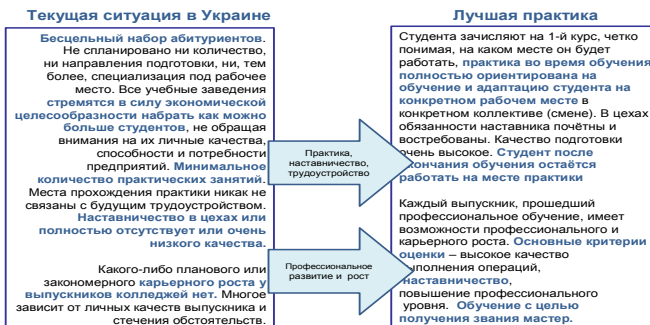 Текущая ситуация в Украине
Бесцельный набор абитуриентов.
Не спланировано ни количество,
ни направления подготовки, ни, тем
более, специализация под рабочее
место. Все учебные заведения
стремятся в силу экономической
целесообразности набрать как можно
больше студентов, не обращая
внимания на их личные качества,
способности и потребности
предприятий. Минимальное
количество практических занятий.
Места прохождения практики никак не
связаны с будущим трудоустройством.
Наставничество в цехах или
полностью отсутствует или очень
низкого качества.
Какого-либо планового или
закономерного карьерного роста у
выпускников колледжей нет. Многое
зависит от личных качеств выпускника и
стечения обстоятельств.
Практика,
наставничество,
трудоустройство
Профессиональное
развитие и рост
Лучшая практика
Студента зачисляют на 1-й курс, четко
понимая, на каком месте он будет
работать, практика во время обучения
полностью ориентирована на
обучение и адаптацию студента на
конкретном рабочем месте в
конкретном коллективе (смене). В цехах
обязанности наставника почётны и
востребованы. Качество подготовки
очень высокое. Студент после
окончания обучения остаётся
работать на месте практики
Каждый выпускник, прошедший
профессиональное обучение, имеет
возможности профессионального и
карьерного роста. Основные критерии
оценки – высокое качество
выполнения операций,
наставничество,
повышение профессионального
уровня. Обучение с целью
получения звания мастер.